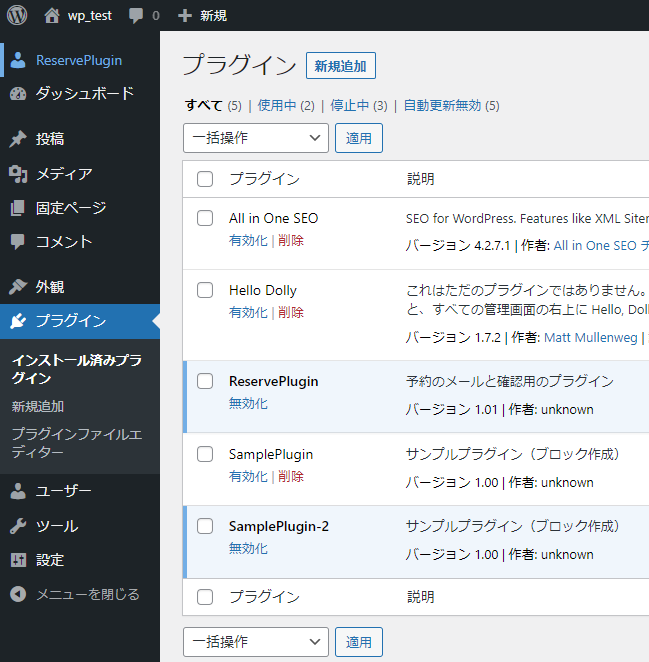 wp_test 0 新規
ReservePlugin
ダッシュボード
投稿
メディア
固定ページ
コメント
外観
プラグイン
インストール済みプラ
グイン
新規追加
プラグインファイルエ
ディター
ユーザー
ツール
設定
メニューを閉じる
プラグイン 新規追加
すべて (5) | 使用中 (2) | 停止中 (3) | 自動更新無効 (5)
一括操作 適用
プラグイン 説明
All in One SEO SEO for WordPress. Features like XML
有効化 | 削除 バージョン 4.2.7.1 | 作者: All in One SEO チ
Hello Dolly これはただのプラグインではありません。
有効化 | 削除 と、すべての管理画面の右上に Hello,
バージョン 1.7.2 | 作者: Matt Mullenweg |
ReservePlugin 予約のメールと確認用のプラグイン
無効化 バージョン 1.01 | 作者: unknown
SamplePlugin サンプルプラグイン（ブロック作成）
有効化 | 削除 バージョン 1.00 | 作者: unknown
SamplePlugin-2 サンプルプラグイン（ブロック作成）
無効化 バージョン 1.00 | 作者: unknown
プラグイン 説明
一括操作 適用